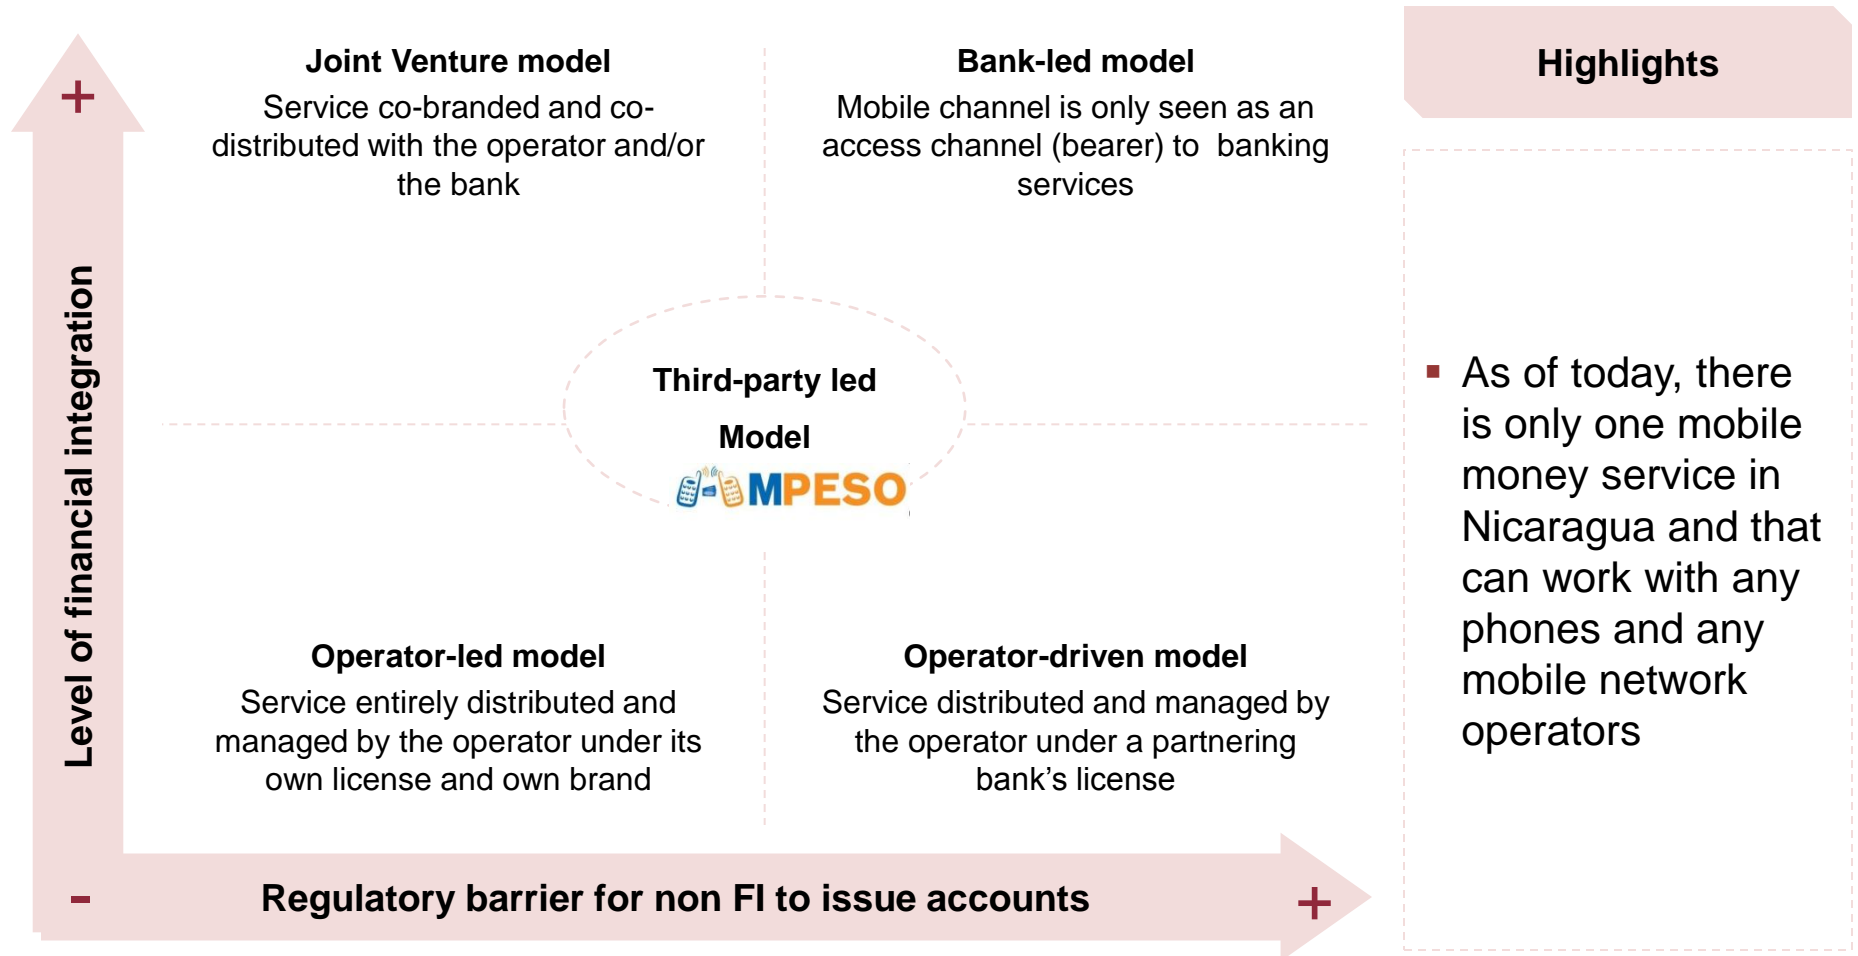 Joint Venture model
Service co-branded and co-
distributed with the operator and/or
the bank
Bank-led model
Mobile channel is only seen as an
access channel (bearer) to banking
services
Highlights
+
Level of financial integration
Third-party led
Model
MPESO
Operator-led model
Service entirely distributed and
managed by the operator under its
own license and own brand
Operator-driven model
Service distributed and managed by
the operator under a partnering
bank’s license
-
Regulatory barrier for non FI to issue accounts
+
▪ As of today, there
is only one mobile
money service in
Nicaragua and that
can work with any
phones and any
mobile network
operators